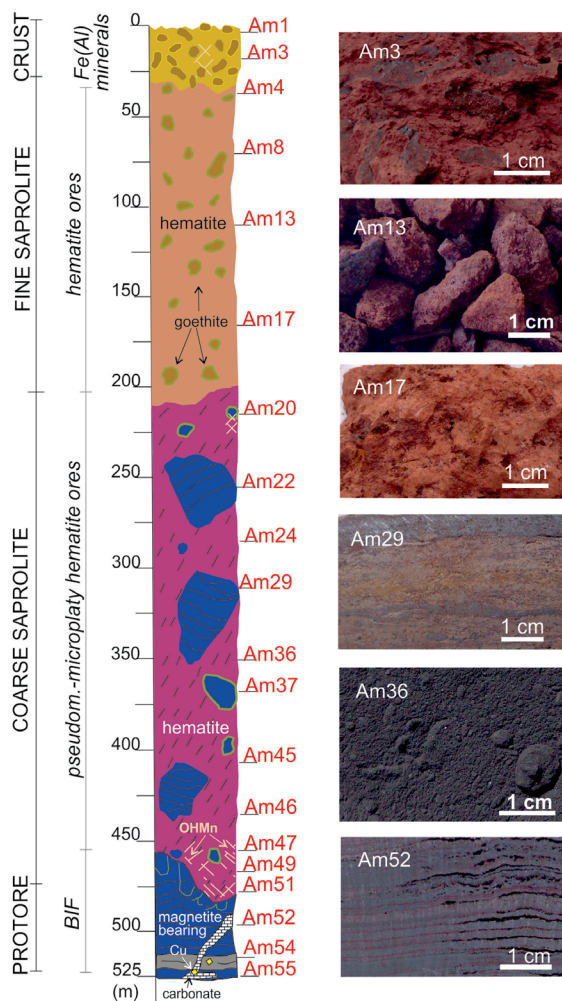 CRUST
FINE SAPROLITE
COARSE SAPROLITE
PROTORE
Fe(Al)
minerals
hematite ores
pseudom.-microplaty hematite ores
BIF
0
50
100
150
200
250
300
350
400
450
500
525
(m)
hematite
goethite
hematite
OHMn
magnetite
bearing
Cu
carbonate
Am1
Am3
Am4
Am8
Am13
Am17
Am20
Am22
Am24
Am29
Am36
Am37
Am45
Am46
Am47
Am49
Am51
Am52
Am54
Am55
Am3
1 cm
Am13
1 cm
Am17
1 cm
Am29
1 cm
Am36
1 cm
Am52
1 cm